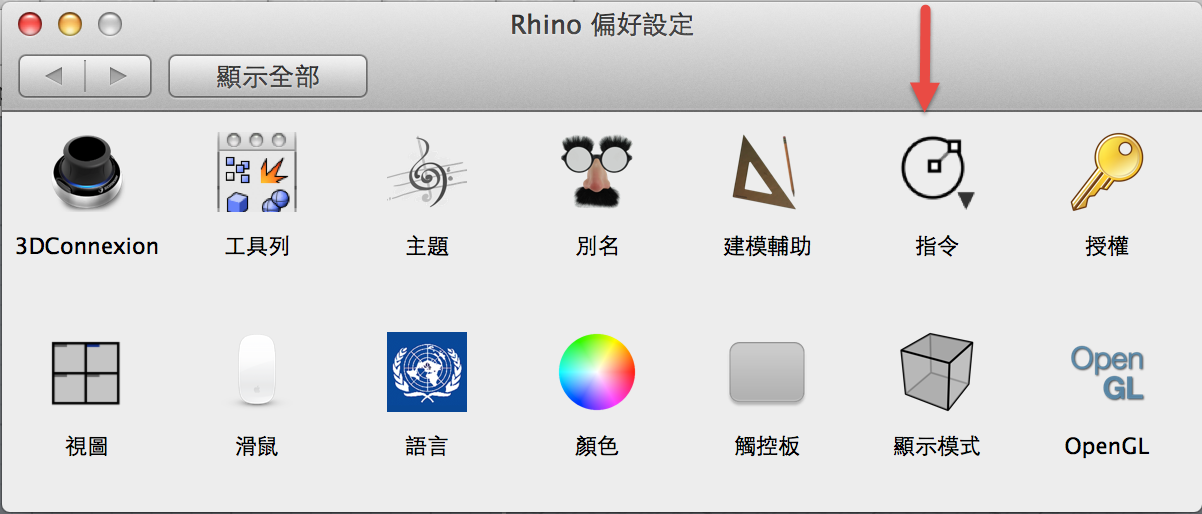 Rhino 偏好設定
顯示全部
3DConnexion 工具列 主題 別名 建模輔助 指令 授權
Open
GL
視圖 滑鼠 語言 顏色 觸控板 顯示模式 OpenGL